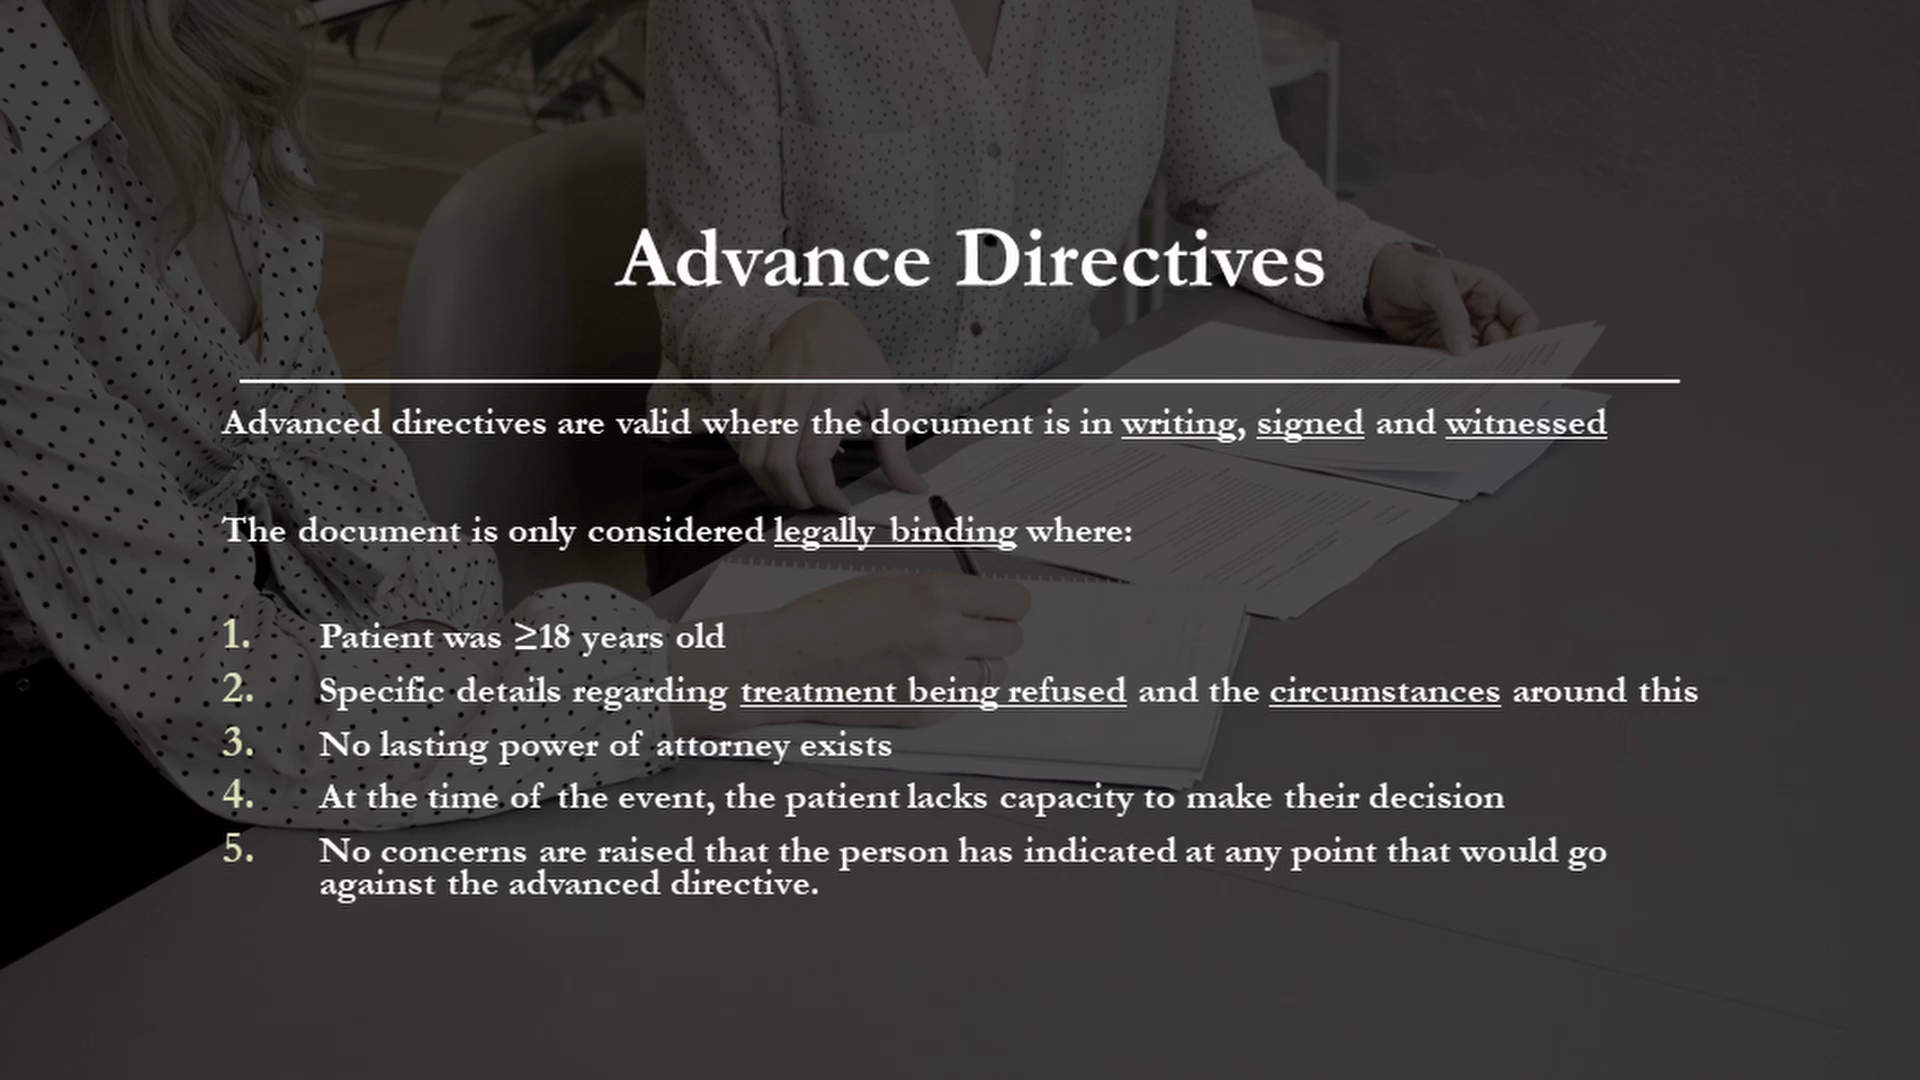 Advance Directives
Advanced directives are valid where the document is in writing, signed and witnessed
The document is only considered legally binding where:
1. Patient was ≥18 years old
2. Specific details regarding treatment being refused and the circumstances around this
3. No lasting power of attorney exists
4. At the time of the event, the patient lacks capacity to make their decision
5. No concerns are raised that the person has indicated at any point that would go
against the advanced directive.